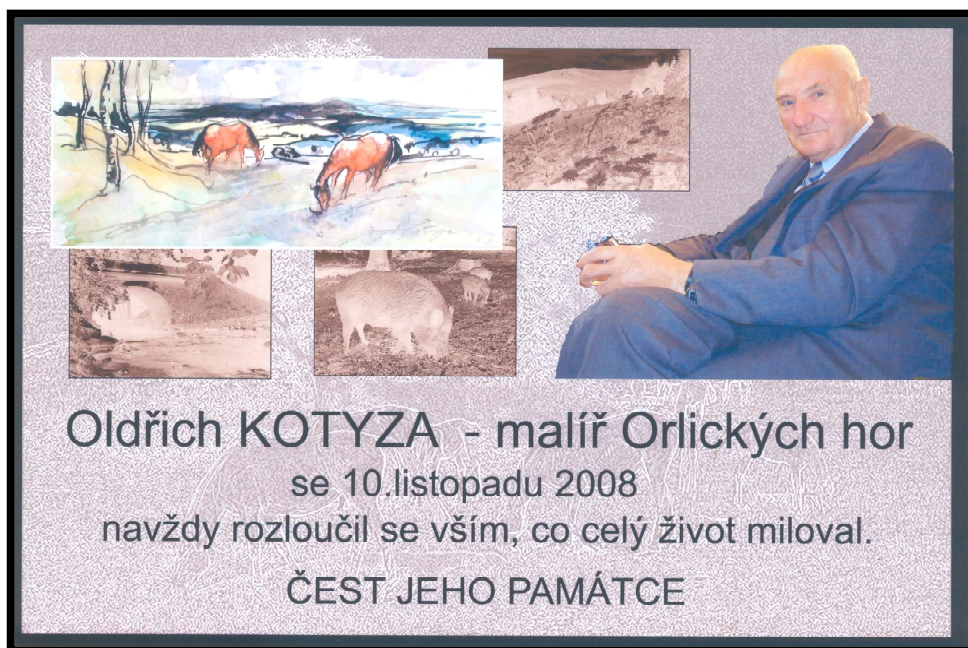 Oldřich KOTYZA - malíř Orlických hor
se 10.listopadu 2008
navždy rozloučil se vším, co celý život miloval.
ČEST JEHO PAMÁTCE